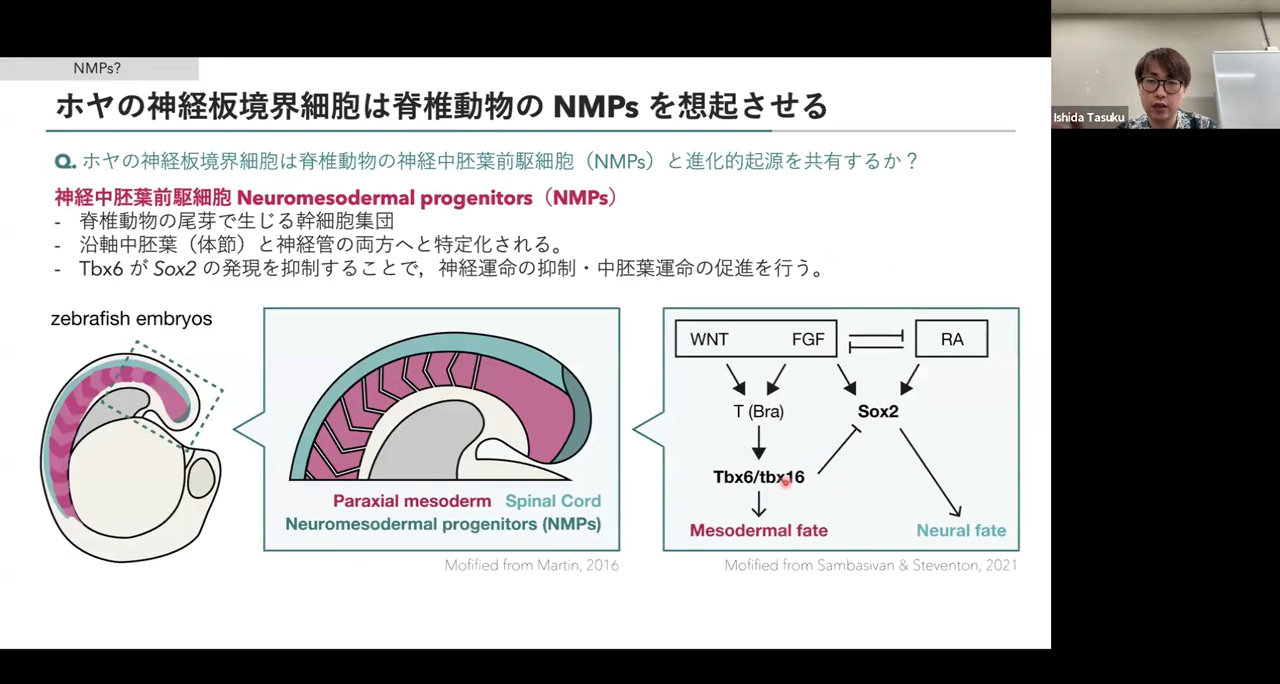 NMPs?
ホヤの神経板境界細胞は脊椎動物の NMPs を想起させる
Q. ホヤの神経板境界細胞は脊椎動物の神経中胚葉前駆細胞（NMPs）と進化的起源を共有するか？
神経中胚葉前駆細胞 Neuromesodermal progenitors（NMPs）
- 脊椎動物の尾芽で生じる幹細胞集団
- 沿軸中胚葉（体節）と神経管の両方へと特定化される。
- Tbx6 が Sox2 の発現を抑制することで，神経運命の抑制・中胚葉運命の促進を行う。
zebrafish embryos
Paraxial mesoderm Spinal Cord
Neuromesodermal progenitors (NMPs)
Mofified from Martin, 2016
WNT FGF RA
T (Bra) Sox2
Tbx6/tbx16
Mesodermal fate Neural fate
Mofified from Sambasivan & Steventon, 2021
Ishida Tasuku